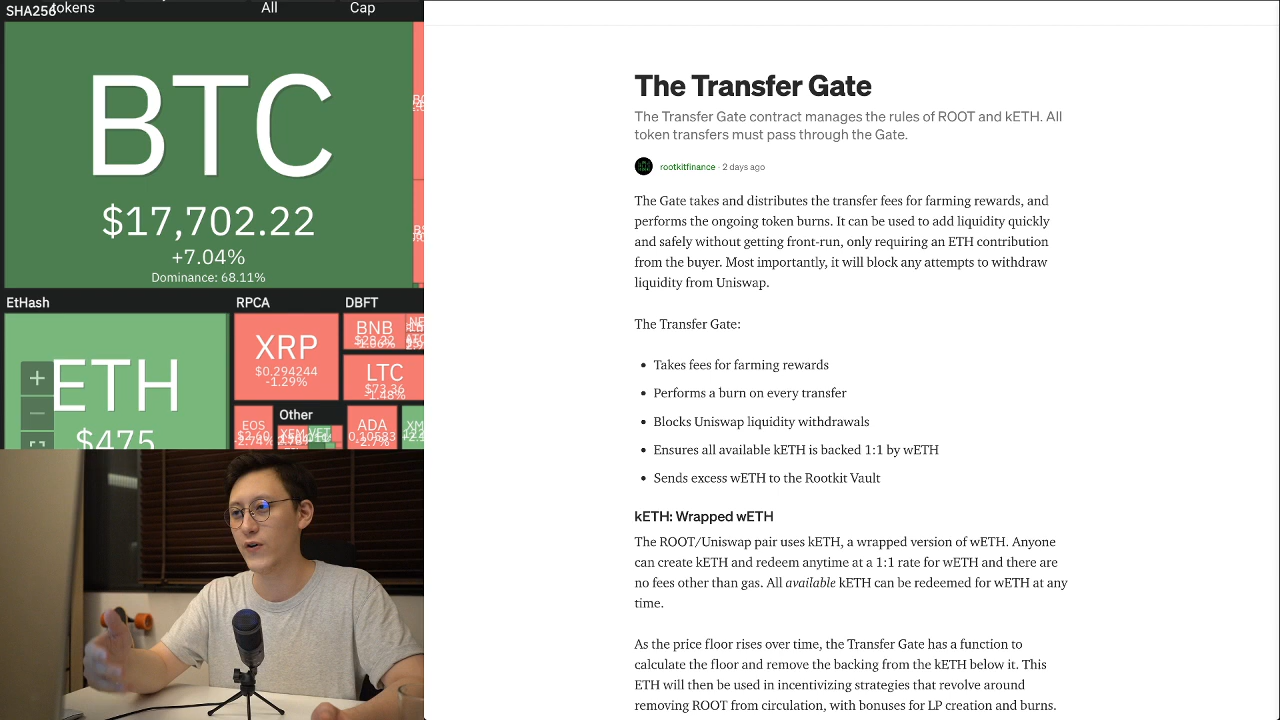 SHA256
tokens
All
Cap
BTC
$17,702.22
+7.04%
Dominance: 68.11%
EtHash
RPCA
DBFT
ETH
$475
XRP
$0.294244
-1.29%
BNB
LTC
$73.36
-1.48%
Other
EOS
$2.60
-2.74%
XEM
VET
ADA
0.10583
-2.7%
XM
The Transfer Gate
The Transfer Gate contract manages the rules of ROOT and kETH. All
token transfers must pass through the Gate.
rootkitfinance · 2 days ago
The Gate takes and distributes the transfer fees for farming rewards, and
performs the ongoing token burns. It can be used to add liquidity quickly
and safely without getting front-run, only requiring an ETH contribution
from the buyer. Most importantly, it will block any attempts to withdraw
liquidity from Uniswap.
The Transfer Gate:
• Takes fees for farming rewards
• Performs a burn on every transfer
• Blocks Uniswap liquidity withdrawals
• Ensures all available kETH is backed 1:1 by wETH
• Sends excess wETH to the Rootkit Vault
kETH: Wrapped wETH
The ROOT/Uniswap pair uses kETH, a wrapped version of wETH. Anyone
can create kETH and redeem anytime at a 1:1 rate for wETH and there are
no fees other than gas. All available kETH can be redeemed for wETH at any
time.
As the price floor rises over time, the Transfer Gate has a function to
calculate the floor and remove the backing from the kETH below it. This
ETH will then be used in incentivizing strategies that revolve around
removing ROOT from circulation, with bonuses for LP creation and burns.